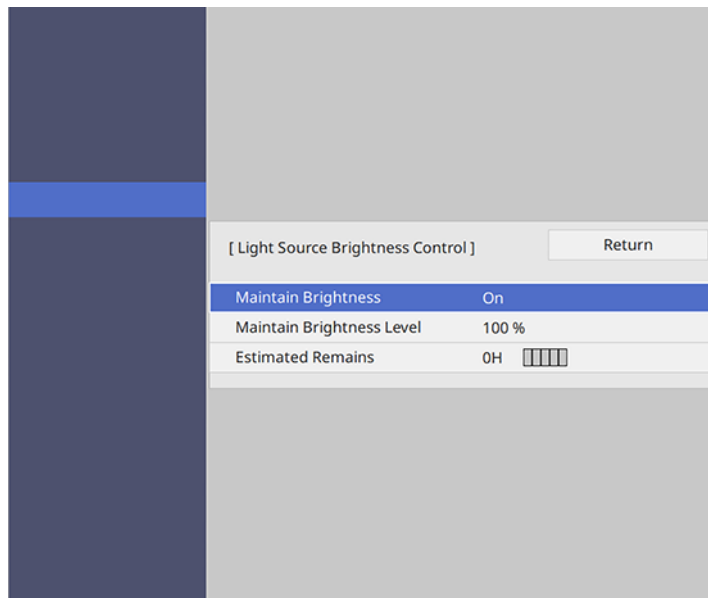 [ Light Source Brightness Control ] Return
Maintain Brightness On
Maintain Brightness Level 100 %
Estimated Remains 0H